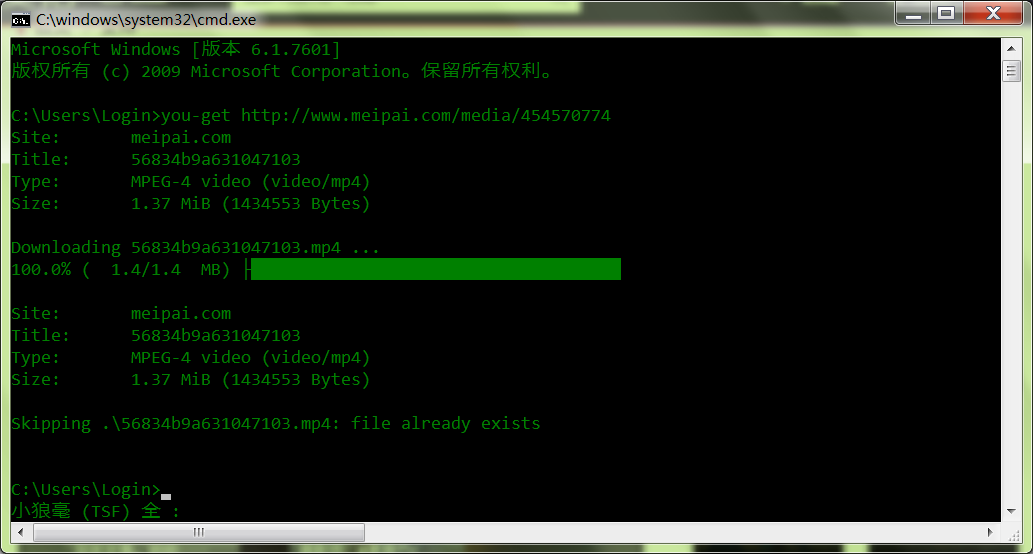 C:\windows\system32\cmd.exe
Microsoft Windows [版本 6.1.7601]
版权所有 (c) 2009 Microsoft Corporation。保留所有权利。
C:\Users\Login>you-get http://www.meipai.com/media/454570774
Site:       meipai.com
Title:      56834b9a631047103
Type:       MPEG-4 video (video/mp4)
Size:       1.37 MiB (1434553 Bytes)
Downloading 56834b9a631047103.mp4 ...
100.0% (  1.4/1.4  MB) ├
Site:       meipai.com
Title:      56834b9a631047103
Type:       MPEG-4 video (video/mp4)
Size:       1.37 MiB (1434553 Bytes)
Skipping .\56834b9a631047103.mp4: file already exists
C:\Users\Login>
小狼毫 (TSF) 全 :